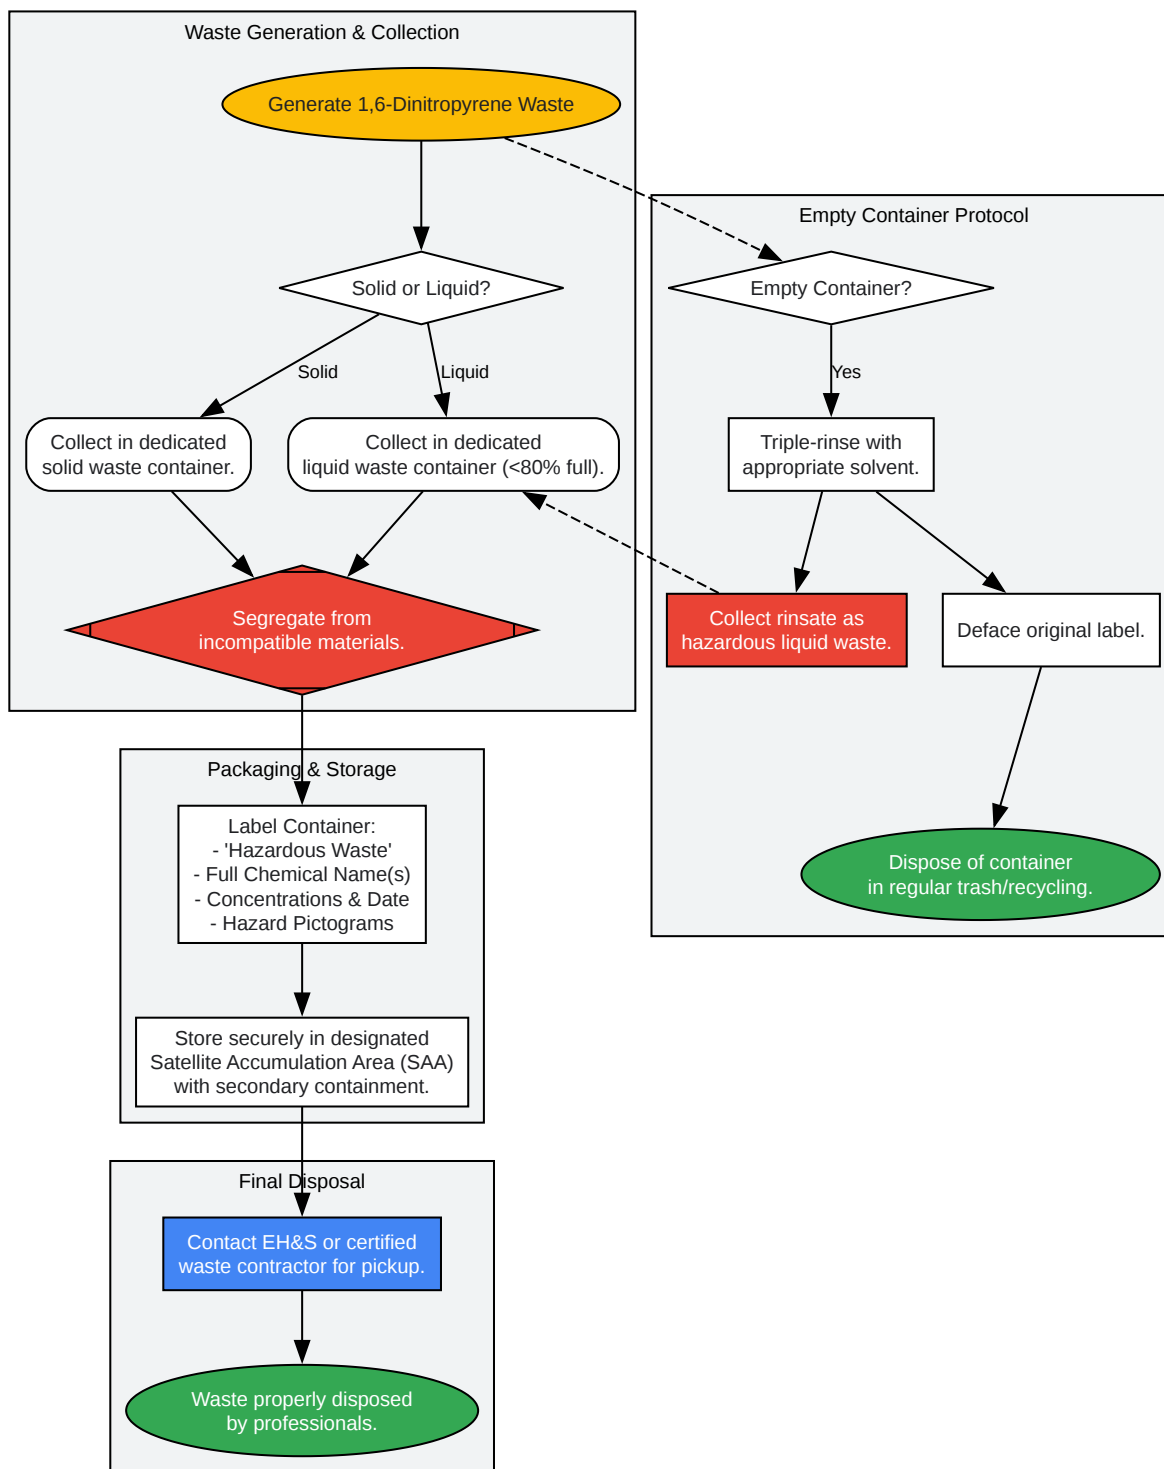 Waste Generation & Collection
Generate 1,6-Dinitropyrene Waste
Solid or Liquid?
Solid
Liquid
Collect in dedicated
solid waste container.
Collect in dedicated
liquid waste container (<80% full).
Segregate from
incompatible materials.
Empty Container Protocol
Empty Container?
Yes
Triple-rinse with
appropriate solvent.
Collect rinsate as
hazardous liquid waste.
Deface original label.
Dispose of container
in regular trash/recycling.
Packaging & Storage
Label Container:
- 'Hazardous Waste'
- Full Chemical Name(s)
- Concentrations & Date
- Hazard Pictograms
Store securely in designated
Satellite Accumulation Area (SAA)
with secondary containment.
Final Disposal
Contact EH&S or certified
waste contractor for pickup.
Waste properly disposed
by professionals.